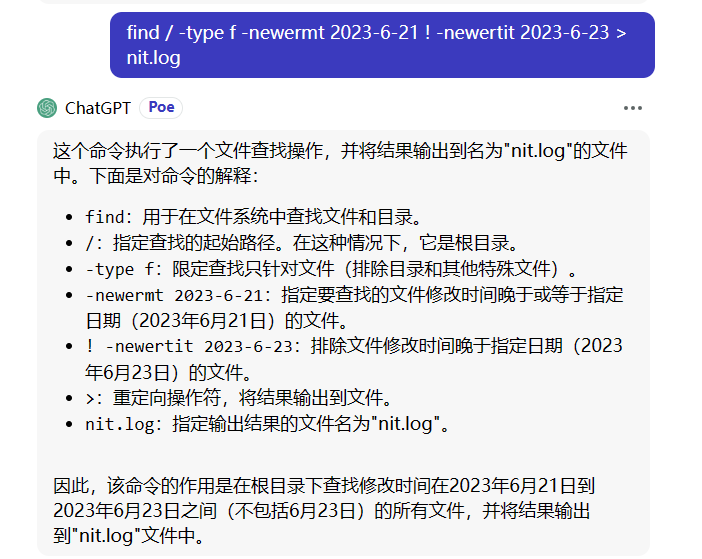 find / -type f -newermt 2023-6-21 ! -newertit 2023-6-23 >
nit.log
ChatGPT Poe
这个命令执行了一个文件查找操作，并将结果输出到名为"nit.log"的文件
中。下面是对命令的解释：
• find：用于在文件系统中查找文件和目录。
• /：指定查找的起始路径。在这种情况下，它是根目录。
• -type f：限定查找只针对文件（排除目录和其他特殊文件）。
• -newermt 2023-6-21：指定要查找的文件修改时间晚于或等于指定
日期（2023年6月21日）的文件。
• ! -newertit 2023-6-23：排除文件修改时间晚于指定日期（2023
年6月23日）的文件。
• >：重定向操作符，将结果输出到文件。
• nit.log：指定输出结果的文件名为"nit.log"。
因此，该命令的作用是在根目录下查找修改时间在2023年6月21日到
2023年6月23日之间（不包括6月23日）的所有文件，并将结果输出
到"nit.log"文件中。